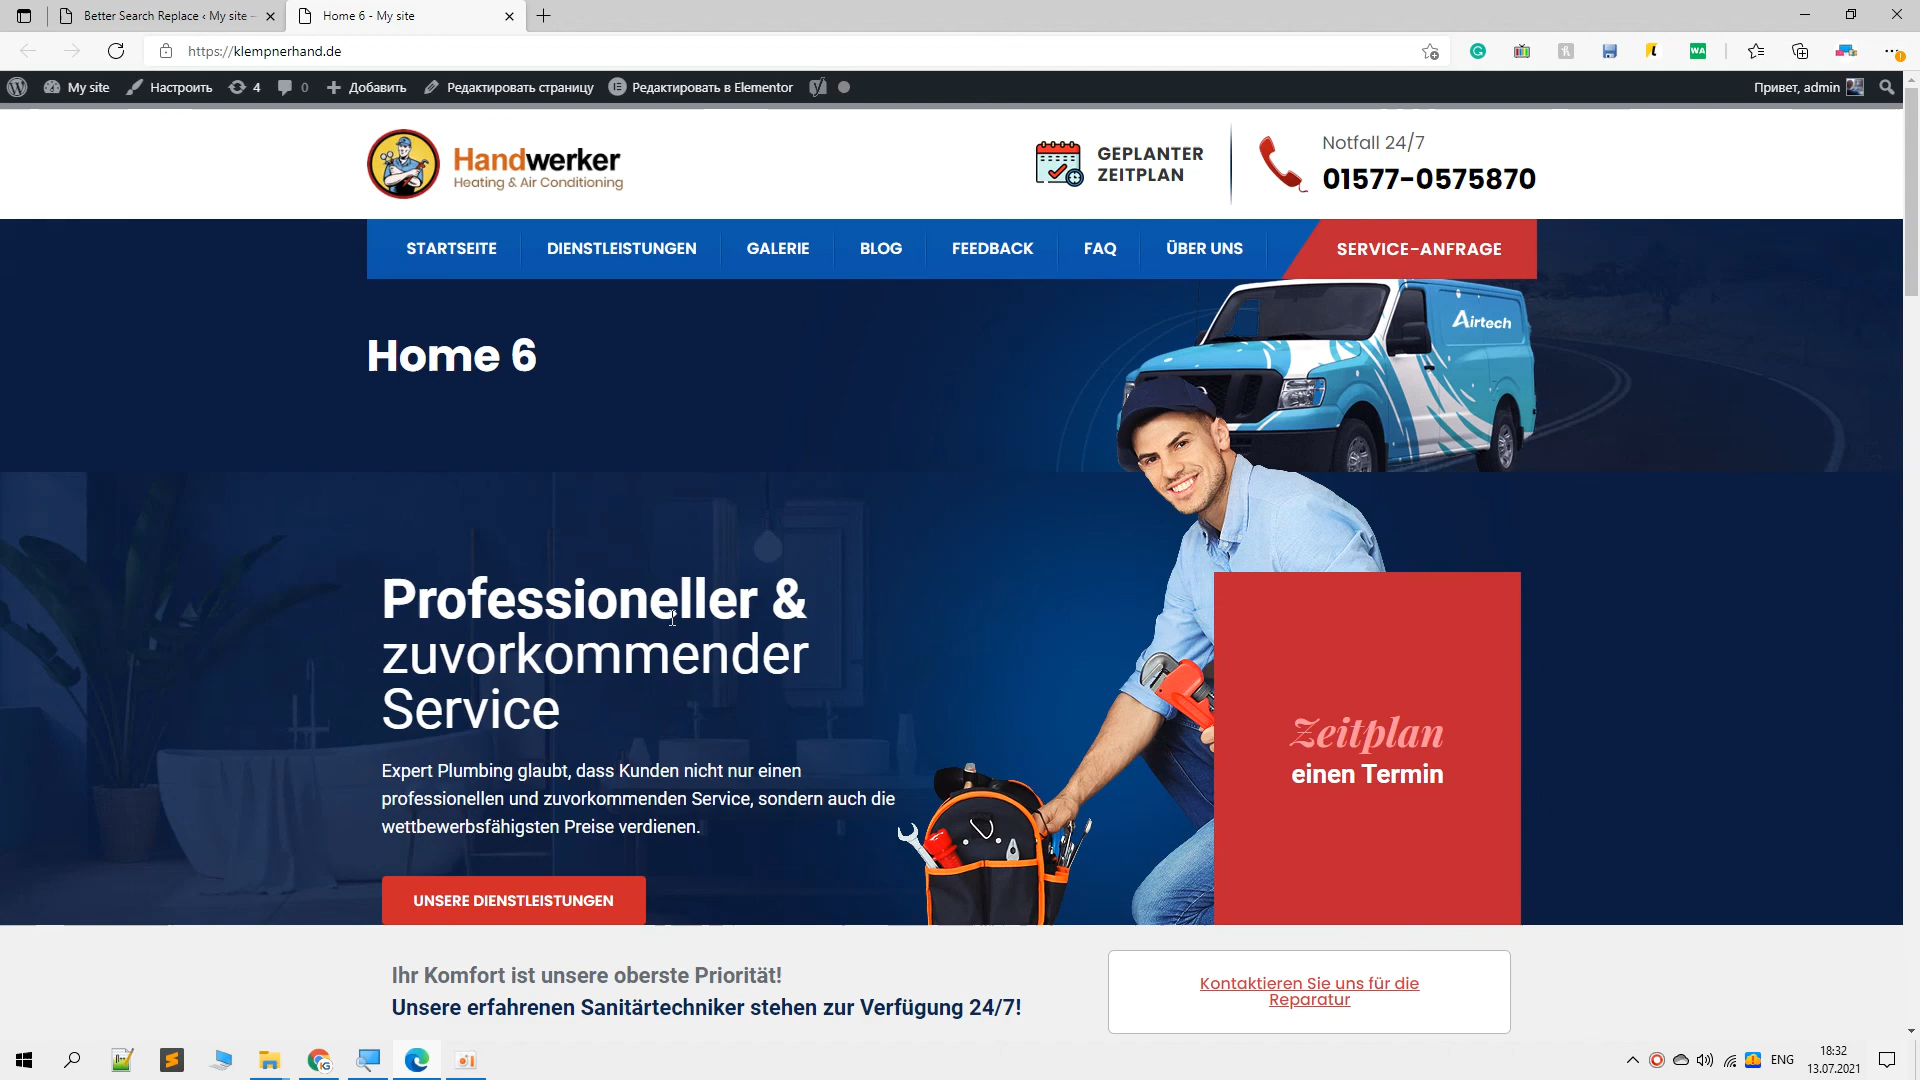 Better Search Replace ‹ My site –
Home 6 - My site
https://klempnerhand.de
My site
Настроить
4
0
Добавить
Редактировать страницу
Редактировать в Elementor
Привет, admin
Handwerker
Heating & Air Conditioning
GEPLANTER
ZEITPLAN
Notfall 24/7
01577-0575870
STARTSEITE
DIENSTLEISTUNGEN
GALERIE
BLOG
FEEDBACK
FAQ
ÜBER UNS
SERVICE-ANFRAGE
Home 6
Airtech
Professioneller &
zuvorkommender
Service
Expert Plumbing glaubt, dass Kunden nicht nur einen
professionellen und zuvorkommenden Service, sondern auch die
wettbewerbsfähigsten Preise verdienen.
UNSERE DIENSTLEISTUNGEN
Zeitplan
einen Termin
Ihr Komfort ist unsere oberste Priorität!
Unsere erfahrenen Sanitärtechniker stehen zur Verfügung 24/7!
Kontaktieren Sie uns für die
Reparatur
ENG
18:32
13.07.2021